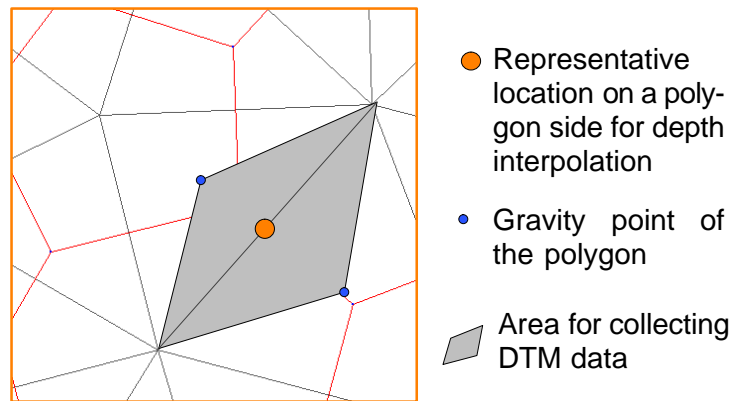 Representative
location on a poly-
gon side for depth
interpolation
Gravity point of
the polygon
Area for collecting
DTM data